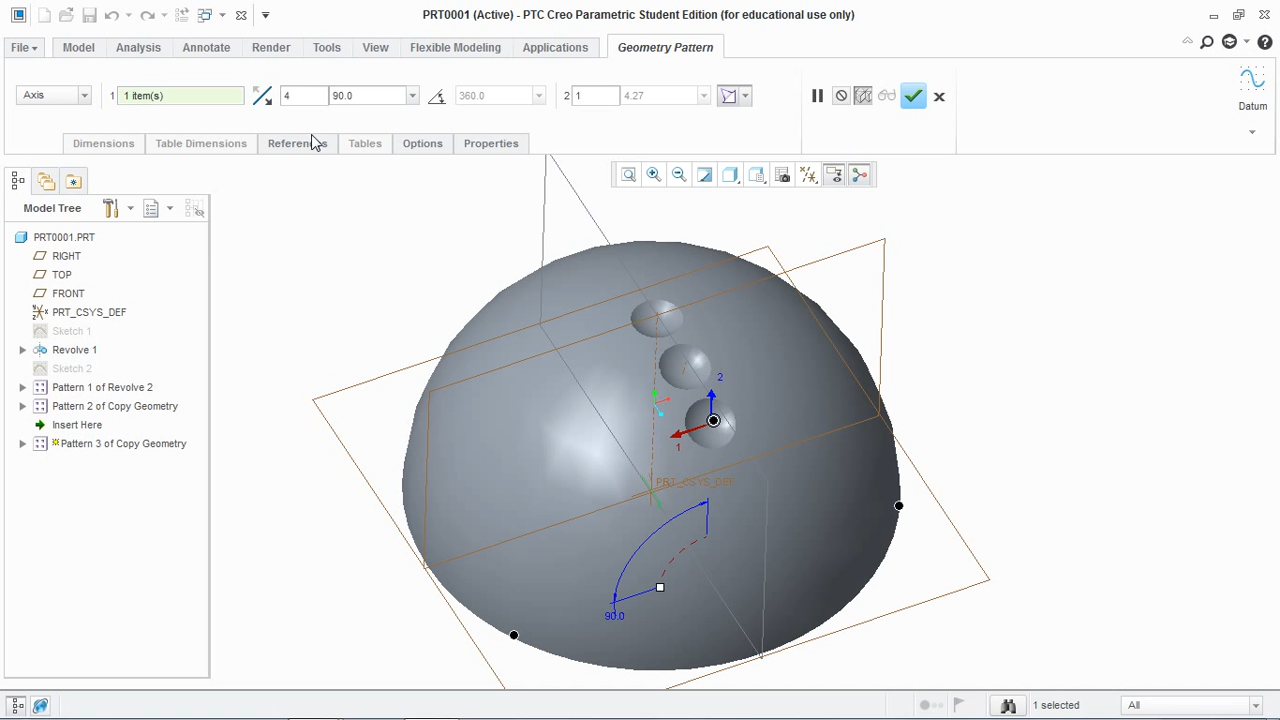 PRT0001 (Active) - PTC Creo Parametric Student Edition (for educational use only)
File Model Analysis Annotate Render Tools View Flexible Modeling Applications Geometry Pattern
Axis 1 1 item(s) 4 90.0 360.0 2 1 4.27
Datum
Dimensions Table Dimensions References Tables Options Properties
Model Tree
PRT0001.PRT
RIGHT
TOP
FRONT
PRT_CSYS_DEF
Sketch 1
Revolve 1
Sketch 2
Pattern 1 of Revolve 2
Pattern 2 of Copy Geometry
Insert Here
Pattern 3 of Copy Geometry
2
1
PRT_CSYS_DEF
90.0
1 selected All